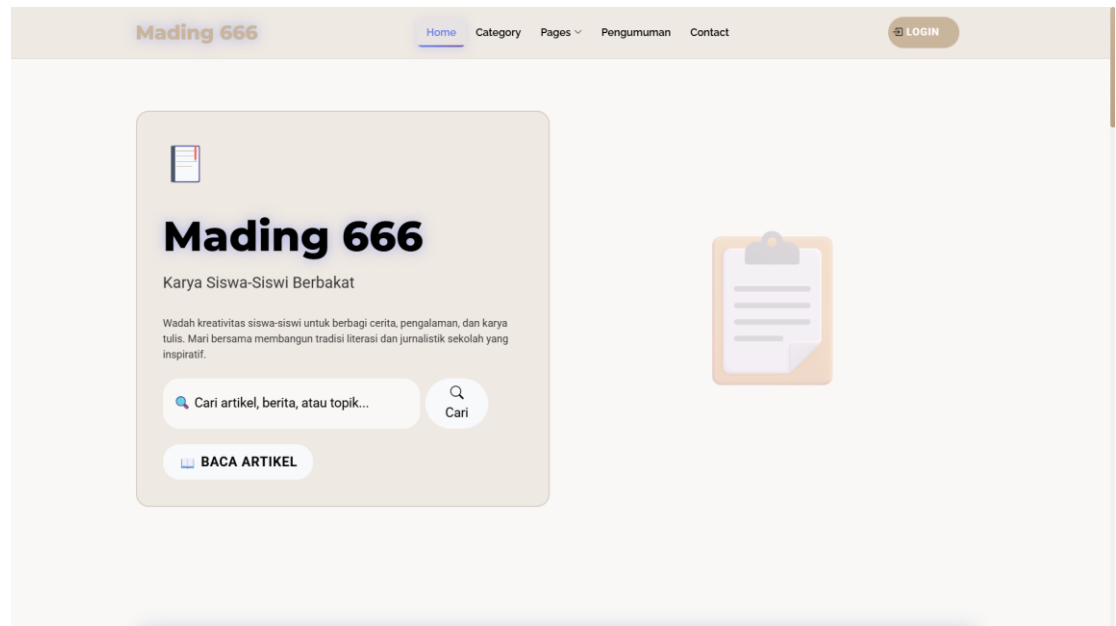 Mading 666
Home Category Pages Pengumuman Contact
LOGIN
Mading 666
Karya Siswa-Siswi Berbakat
Wadah kreativitas siswa-siswi untuk berbagi cerita, pengalaman, dan karya
tulis. Mari bersama membangun tradisi literasi dan jurnalistik sekolah yang
inspiratif.
Cari artikel, berita, atau topik...
Cari
BACA ARTIKEL